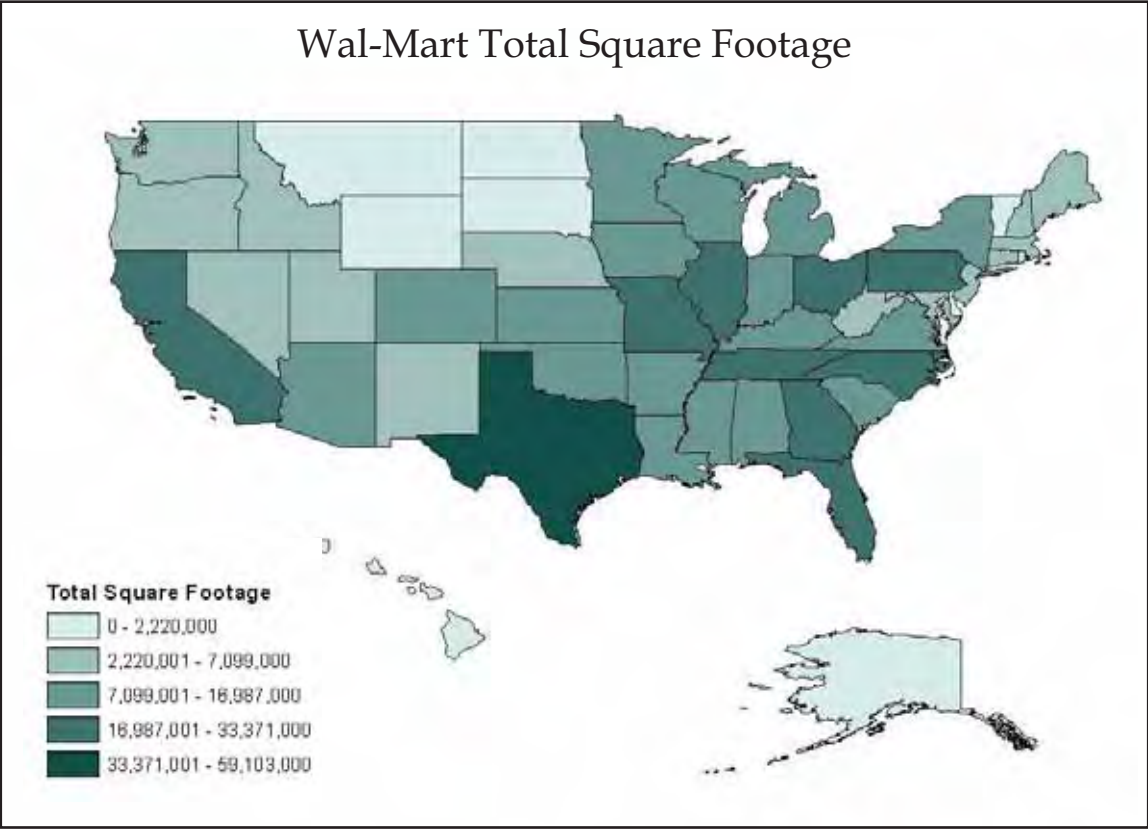 Wal-Mart Total Square Footage
Total Square Footage
0 - 2,220,000
2,220,001 - 7,099,000
7,099,001 - 16,987,000
16,987,001 - 33,371,000
33,371,001 - 59,103,000